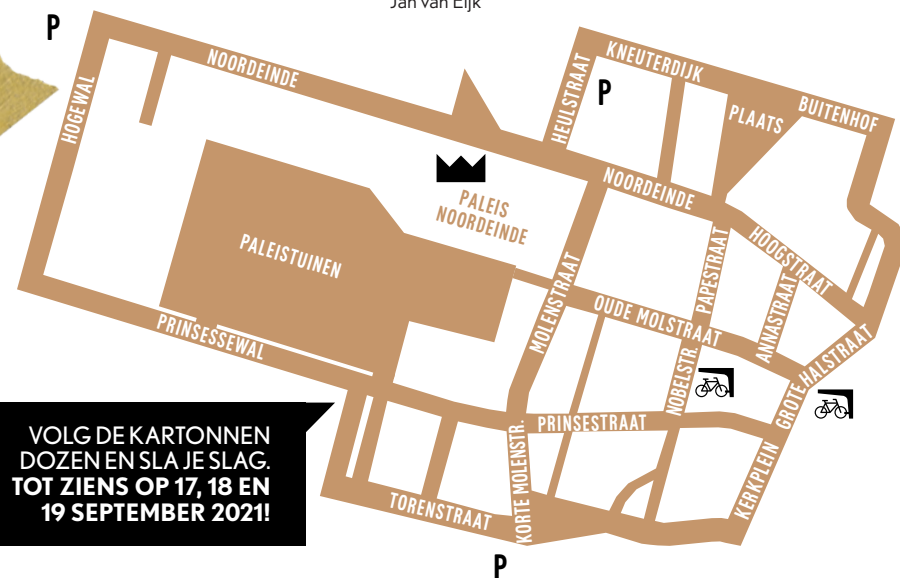 Jan van Eijk
P
NOORDEINDE
HOGEWAL
KNEUTERDIJK
HEULSTRAAT
P
PLAATS
BUITENHOF
PALEIS
NOORDEINDE
NOORDEINDE
PALEISTUINEN
HOOGSTRAAT
PAPESTRAAT
MOLENSTRAAT
OUDE MOLSTRAAT
ANNASTRAAT
PRINSESSEWAL
NOBELSTR.
GROTE HALSTRAAT
PRINSESTRAAT
KORTE MOLENSTR.
KERKPLEIN
TORENSTRAAT
P
VOLG DE KARTONNEN
DOZEN EN SLA JE SLAG.
TOT ZIENS OP 17, 18 EN
19 SEPTEMBER 2021!